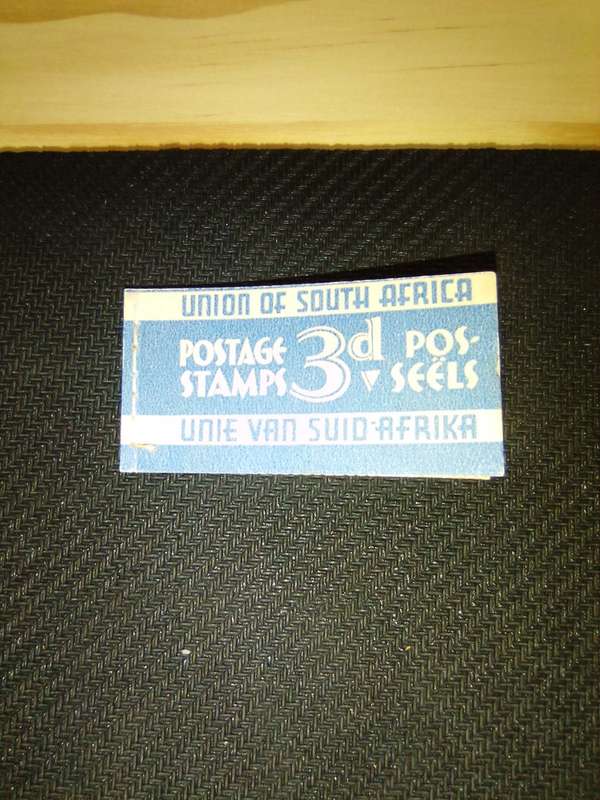 UNION OF SOUTH AFRICA
POSTAGE STAMPS 3d POS-SEËLS
UNIE VAN SUID-AFRIKA